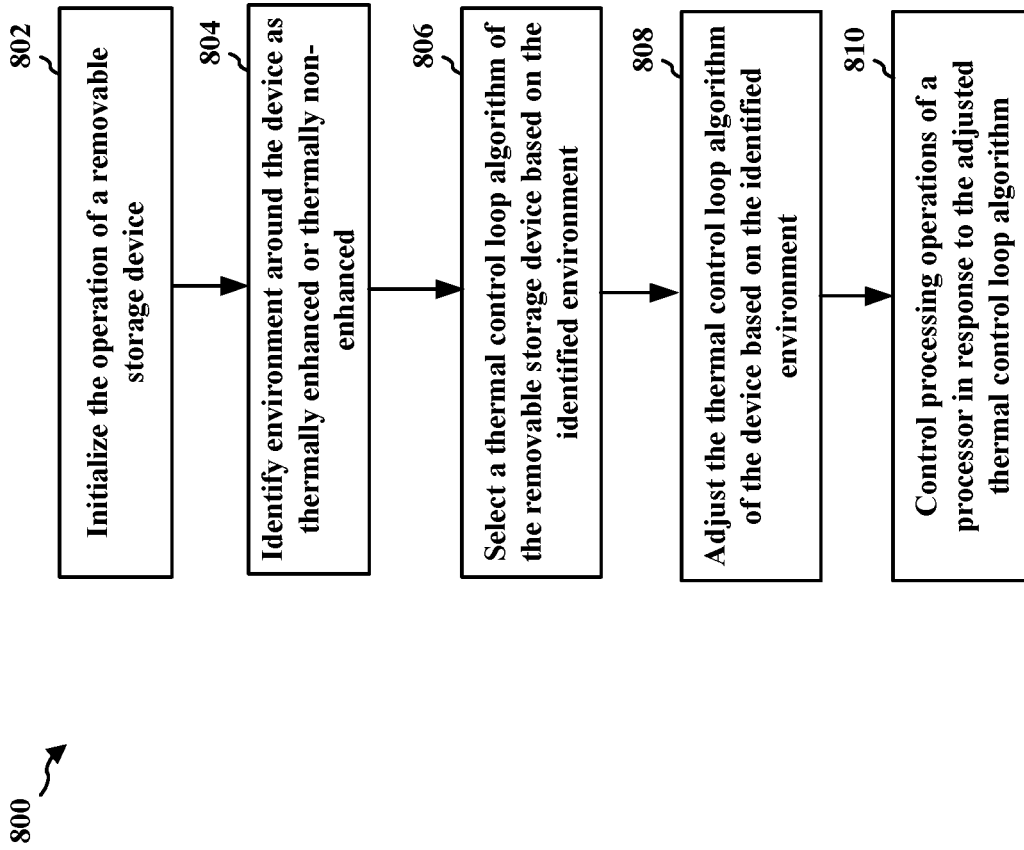 800
802
Initialize the operation of a removable
storage device
804
Identify environment around the device as
thermally enhanced or thermally non-
enhanced
806
Select a thermal control loop algorithm of
the removable storage device based on the
identified environment
808
Adjust the thermal control loop algorithm
of the device based on the identified
environment
810
Control processing operations of a
processor in response to the adjusted
thermal control loop algorithm